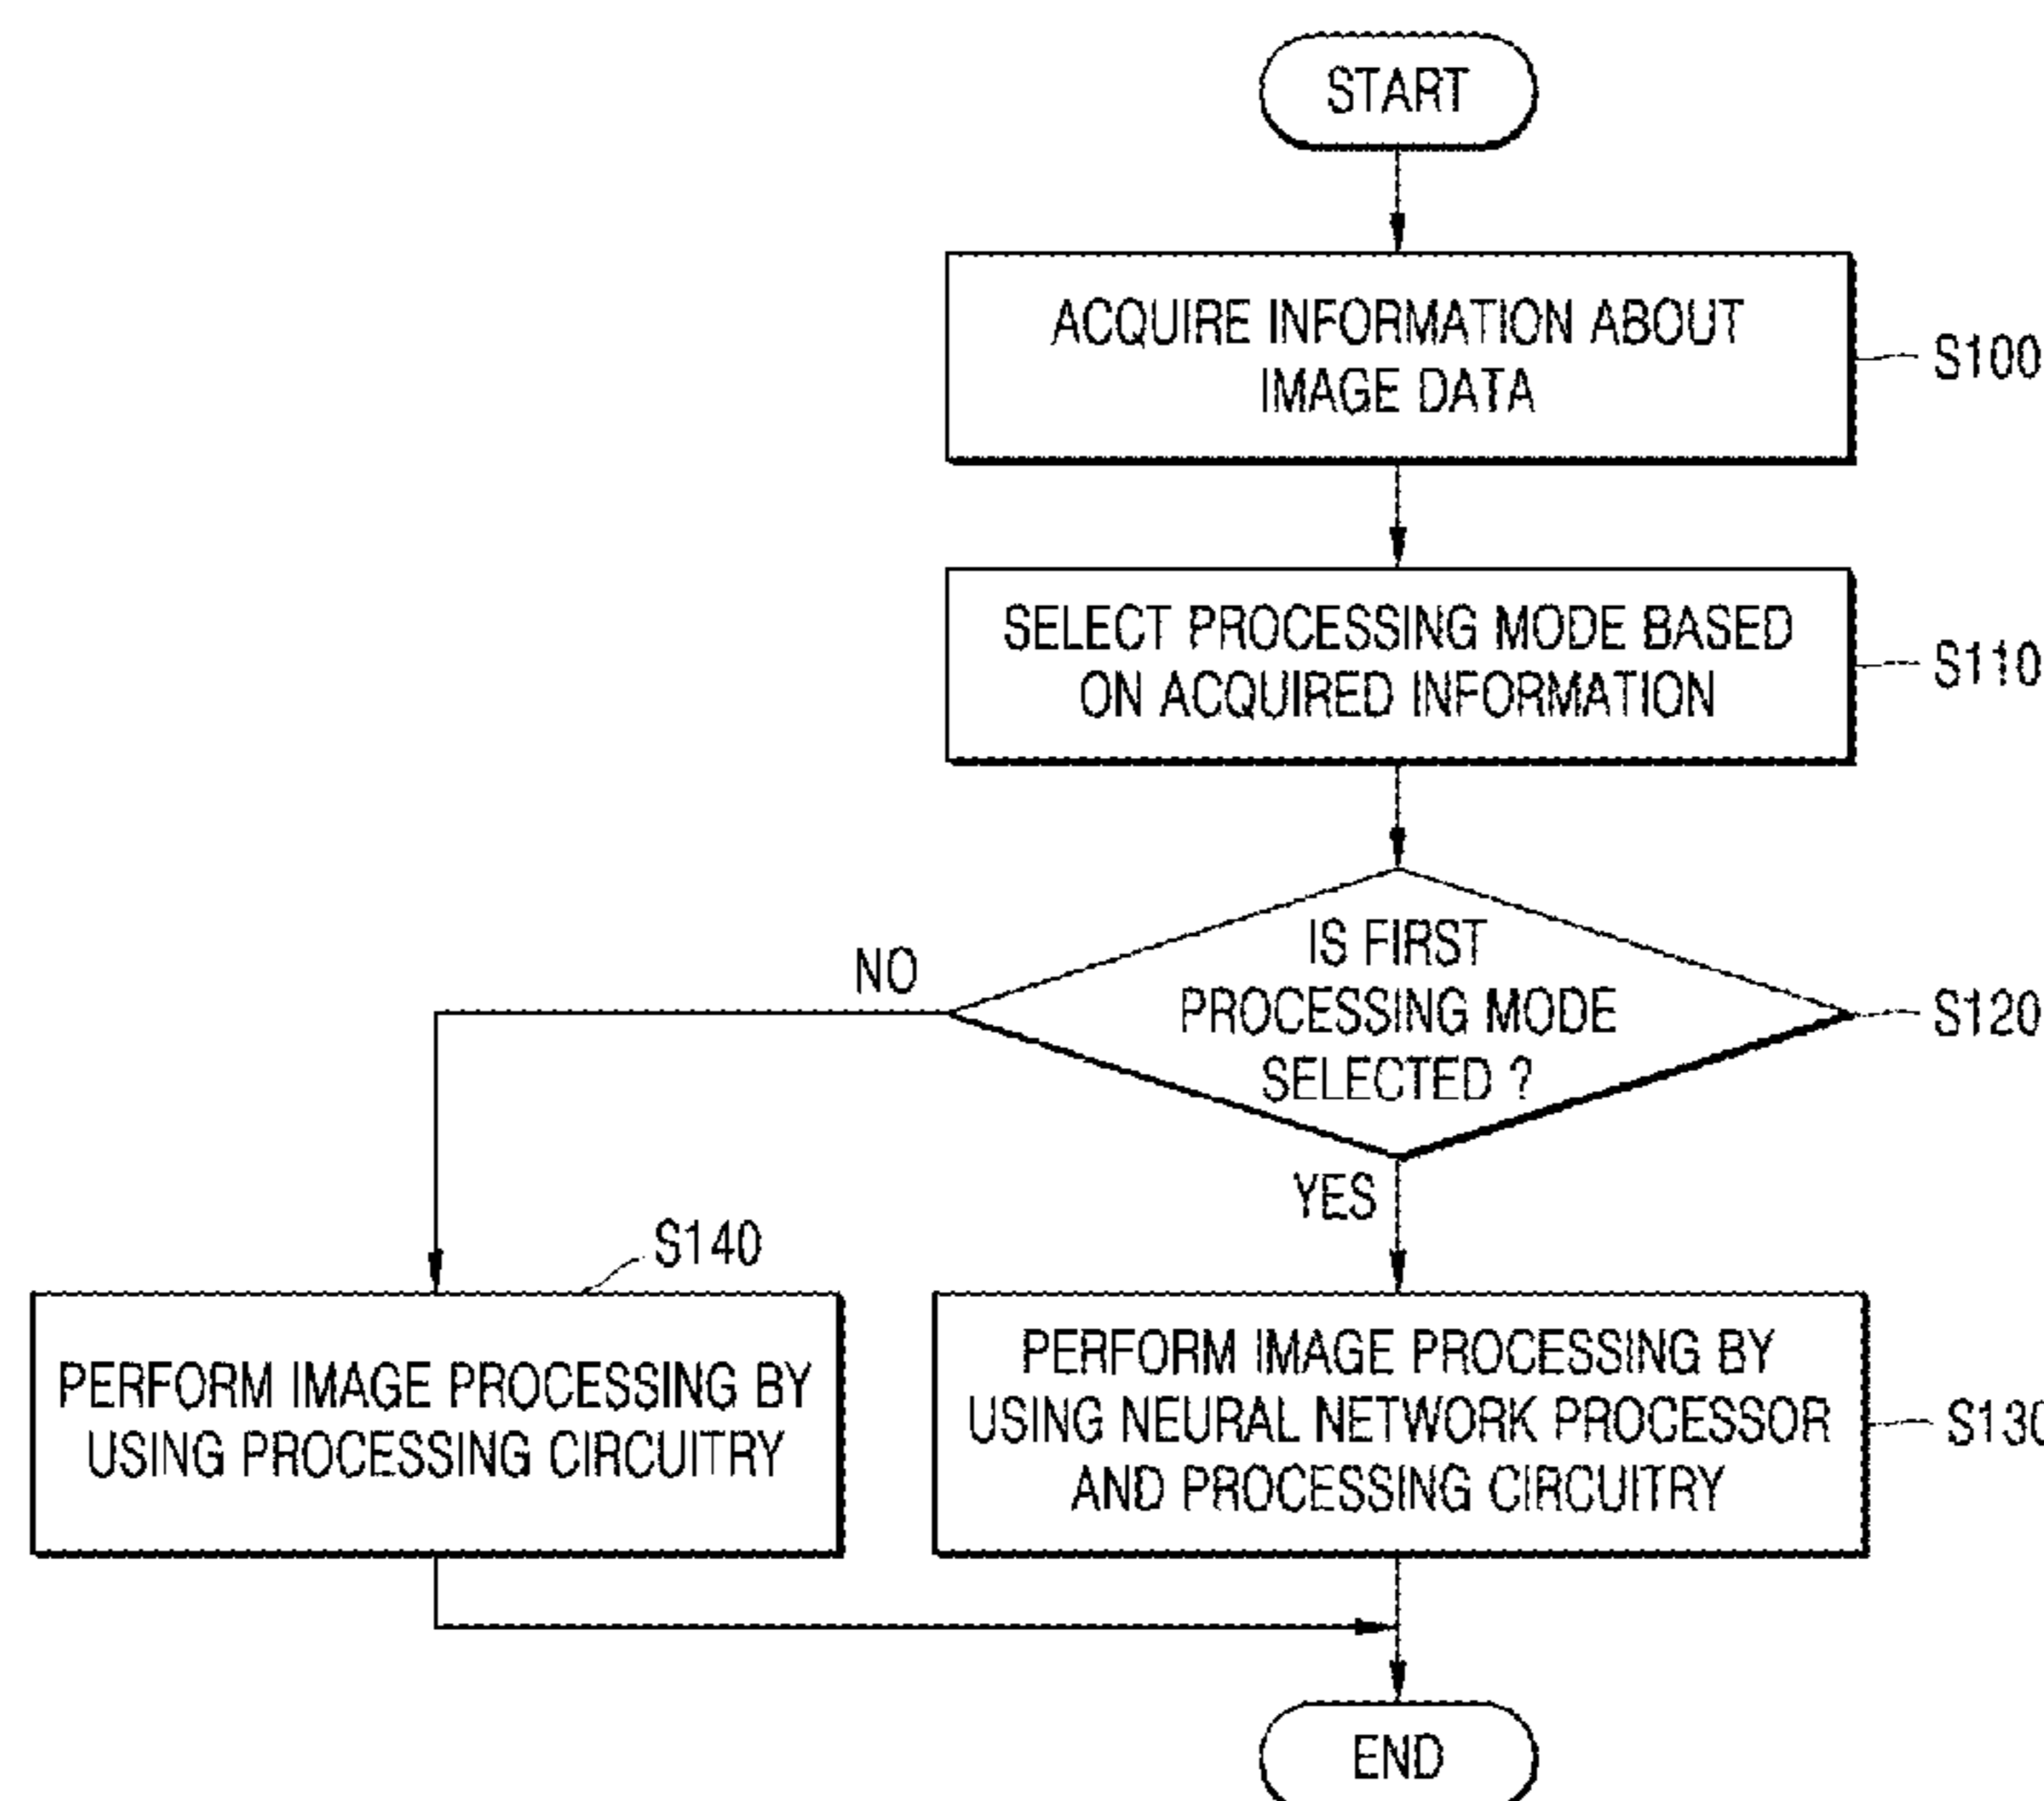 START
ACQUIRE INFORMATION ABOUT
IMAGE DATA
S100
SELECT PROCESSING MODE BASED
ON ACQUIRED INFORMATION
S110
IS FIRST
PROCESSING MODE
SELECTED ?
S120
NO
YES
S140
PERFORM IMAGE PROCESSING BY
USING PROCESSING CIRCUITRY
PERFORM IMAGE PROCESSING BY
USING NEURAL NETWORK PROCESSOR
AND PROCESSING CIRCUITRY
S130
END